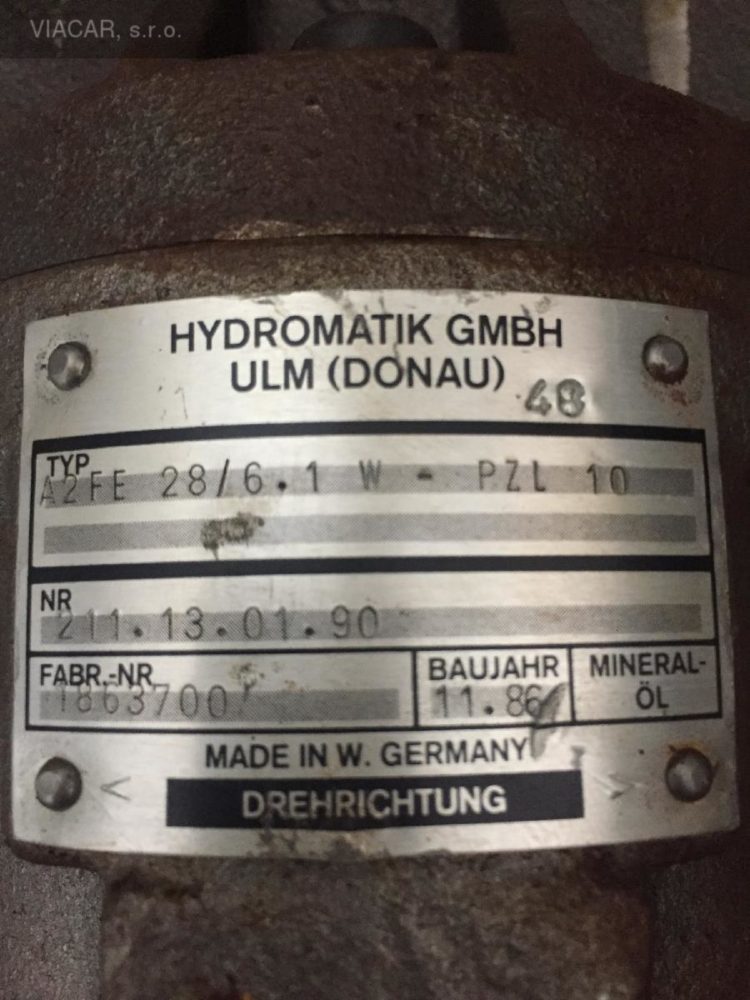 VIACAR, s.r.o.
HYDROMATIK GMBH
ULM (DONAU)
48
TYP
A2FE 28/6.1 W - PZL 10
NR
211.13.01.90
FABR.-NR
1863700
BAUJAHR
11.86
MINERAL-
ÖL
MADE IN W. GERMANY
< >
DREHRICHTUNG